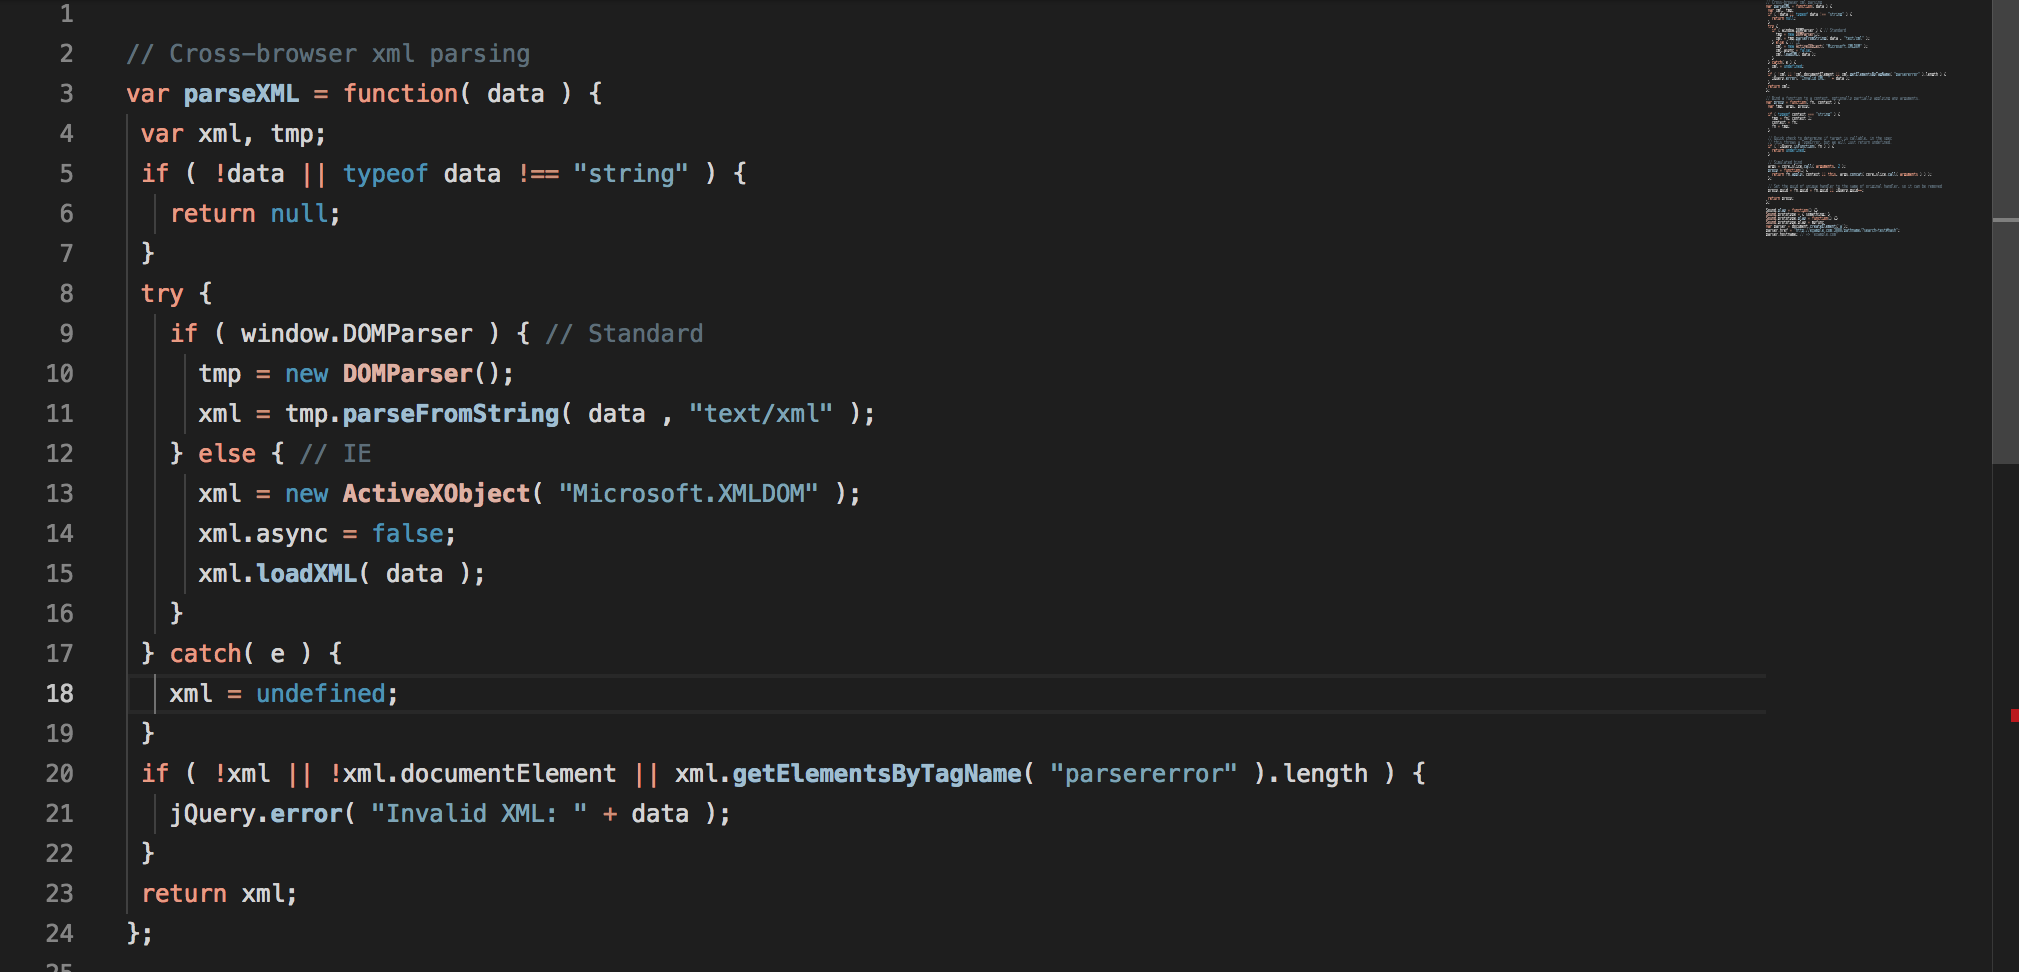 1
2 // Cross-browser xml parsing
3 var parseXML = function( data ) {
4 var xml, tmp;
5 if ( !data || typeof data !== "string" ) {
6 return null;
7 }
8 try {
9 if ( window.DOMParser ) { // Standard
10 tmp = new DOMParser();
11 xml = tmp.parseFromString( data , "text/xml" );
12 } else { // IE
13 xml = new ActiveXObject( "Microsoft.XMLDOM" );
14 xml.async = false;
15 xml.loadXML( data );
16 }
17 } catch( e ) {
18 xml = undefined;
19 }
20 if ( !xml || !xml.documentElement || xml.getElementsByTagName( "parsererror" ).length ) {
21 jQuery.error( "Invalid XML: " + data );
22 }
23 return xml;
24 };
25